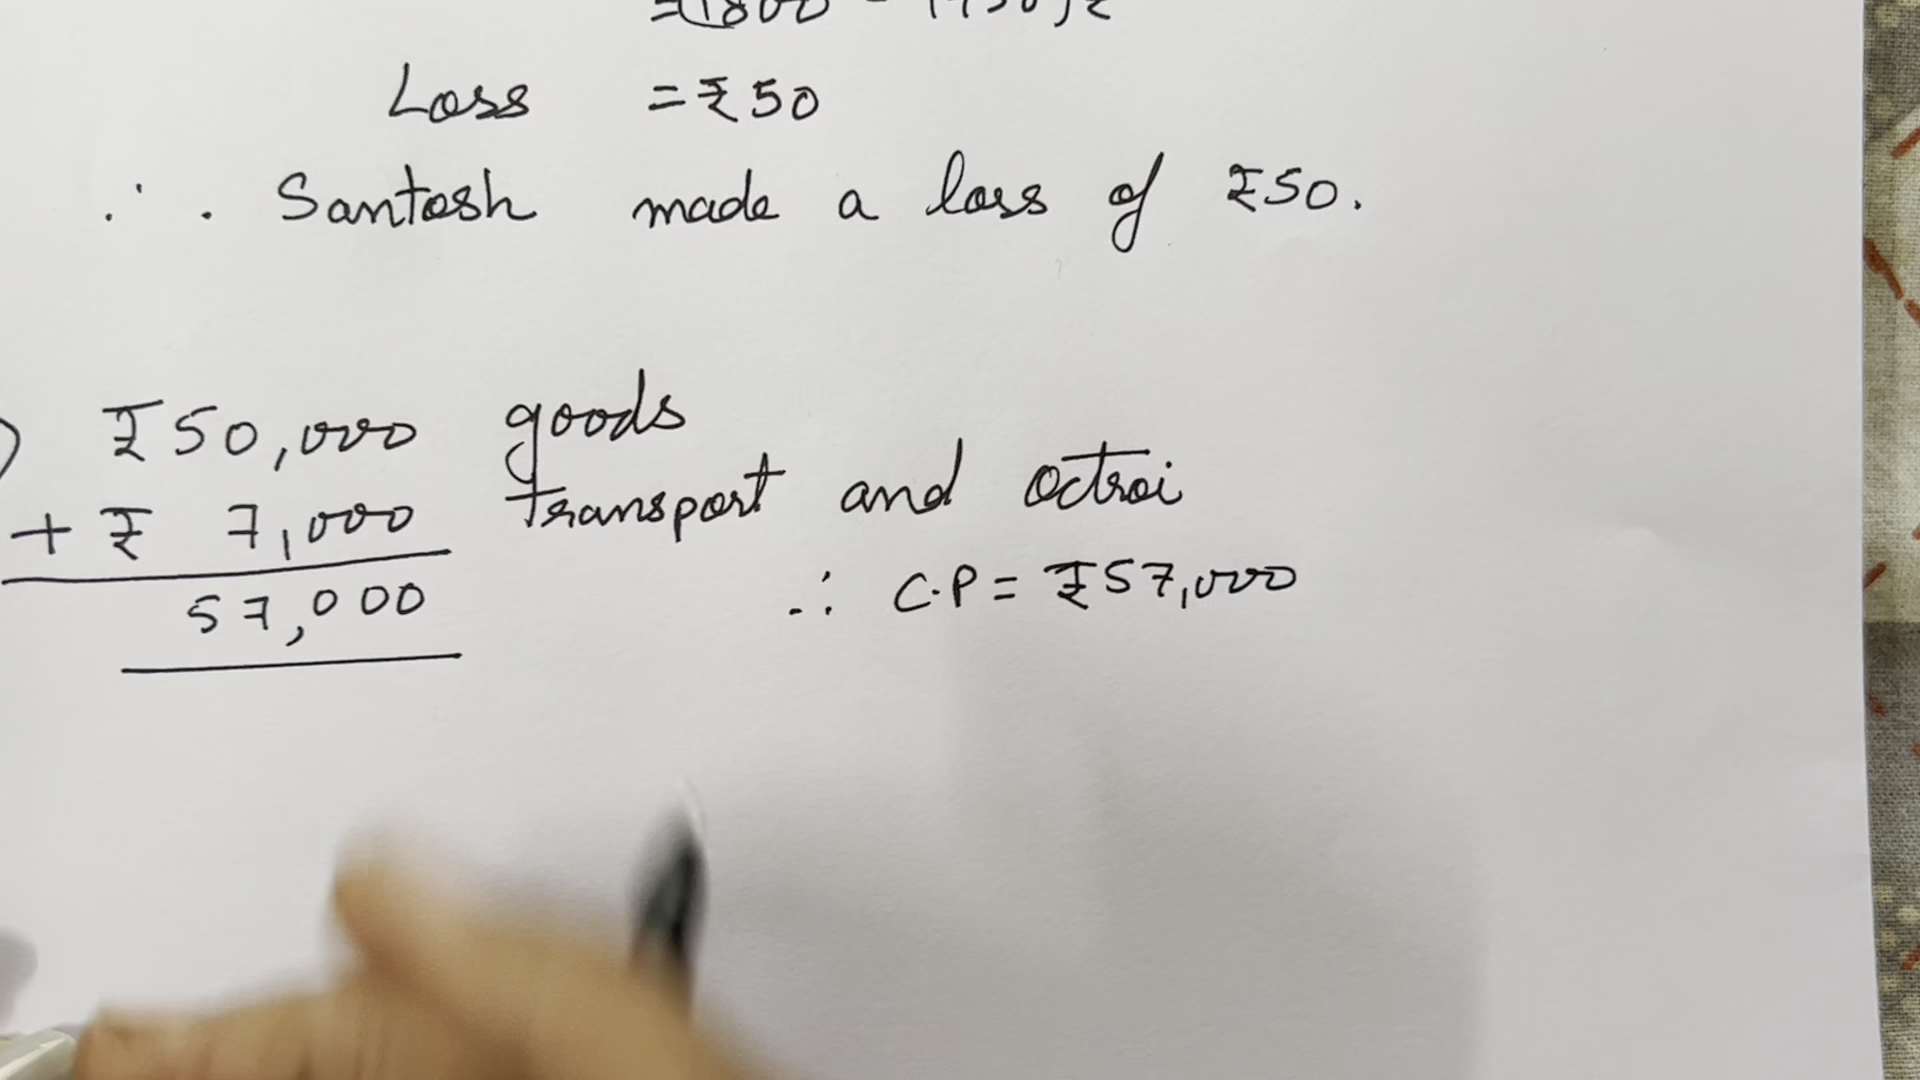 Loss = ₹50
∴ Santosh made a loss of ₹50.
₹50,000 goods
+ ₹ 7,000 transport and octroi
57,000 ∴ C.P = ₹57,000